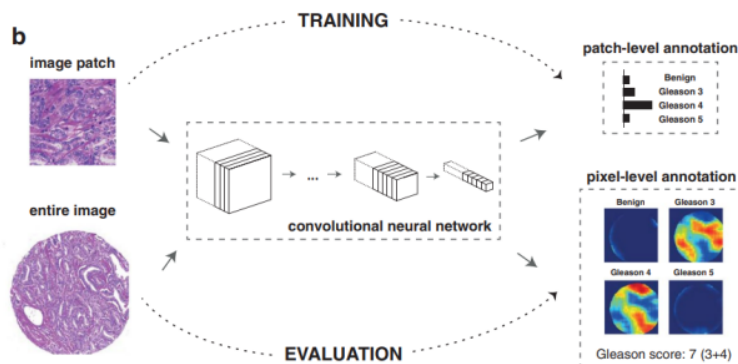 b
TRAINING
image patch
patch-level annotation
Benign
Gleason 3
Gleason 4
Gleason 5
...
convolutional neural network
entire image
pixel-level annotation
Benign Gleason 3
Gleason 4 Gleason 5
Gleason score: 7 (3+4)
EVALUATION